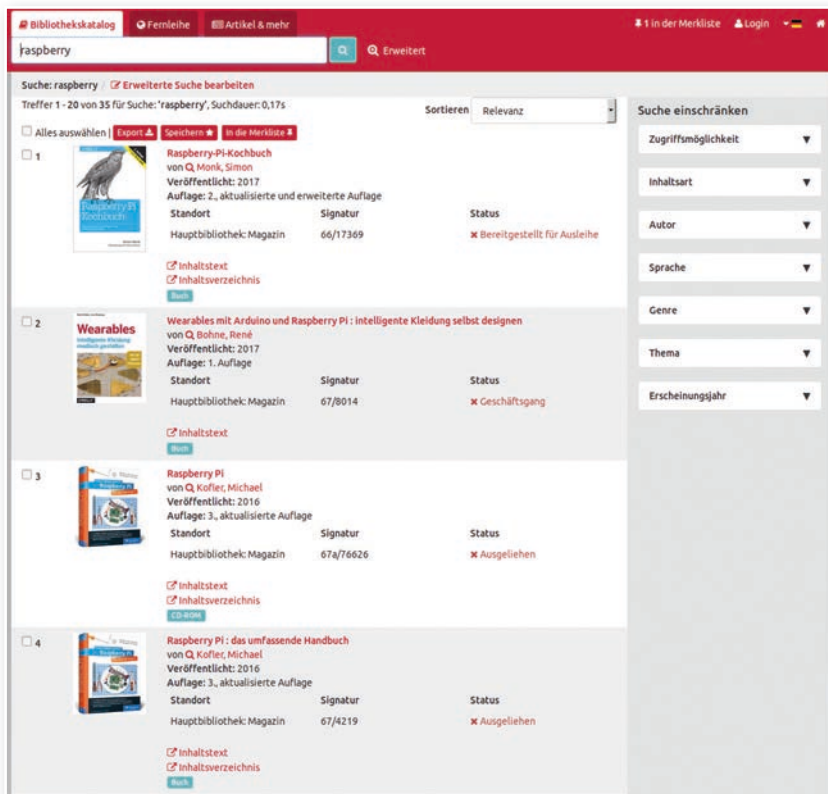 Bibliothekskatalog Fernleihe Artikel & mehr 1 in der Merkliste Login
raspberry Erweitert
Suche: raspberry / Erweiterte Suche bearbeiten
Treffer 1 - 20 von 35 für Suche: 'raspberry', Suchdauer: 0,17s
Sortieren Relevanz
Alles auswählen | Export Speichern In die Merkliste
1
Raspberry Pi
Kochbuch
Raspberry-Pi-Kochbuch
von Monk, Simon
Veröffentlicht: 2017
Auflage: 2., aktualisierte und erweiterte Auflage
Standort Signatur Status
Hauptbibliothek: Magazin 66/17369 Bereitgestellt für Ausleihe
Inhaltstext
Inhaltsverzeichnis
Buch
2
Wearables
Wearables mit Arduino und Raspberry Pi : intelligente Kleidung selbst designen
von Bohne, René
Veröffentlicht: 2017
Auflage: 1. Auflage
Standort Signatur Status
Hauptbibliothek: Magazin 67/8014 Geschäftsgang
Inhaltstext
Buch
3
Raspberry Pi
Raspberry Pi
von Kofler, Michael
Veröffentlicht: 2016
Auflage: 3., aktualisierte Auflage
Standort Signatur Status
Hauptbibliothek: Magazin 67a/76626 Ausgeliehen
Inhaltstext
Inhaltsverzeichnis
CD-ROM
4
Raspberry Pi
Raspberry Pi : das umfassende Handbuch
von Kofler, Michael
Veröffentlicht: 2016
Auflage: 3., aktualisierte Auflage
Standort Signatur Status
Hauptbibliothek: Magazin 67/4219 Ausgeliehen
Inhaltstext
Inhaltsverzeichnis
Buch
Suche einschränken
Zugriffsmöglichkeit
Inhaltsart
Autor
Sprache
Genre
Thema
Erscheinungsjahr